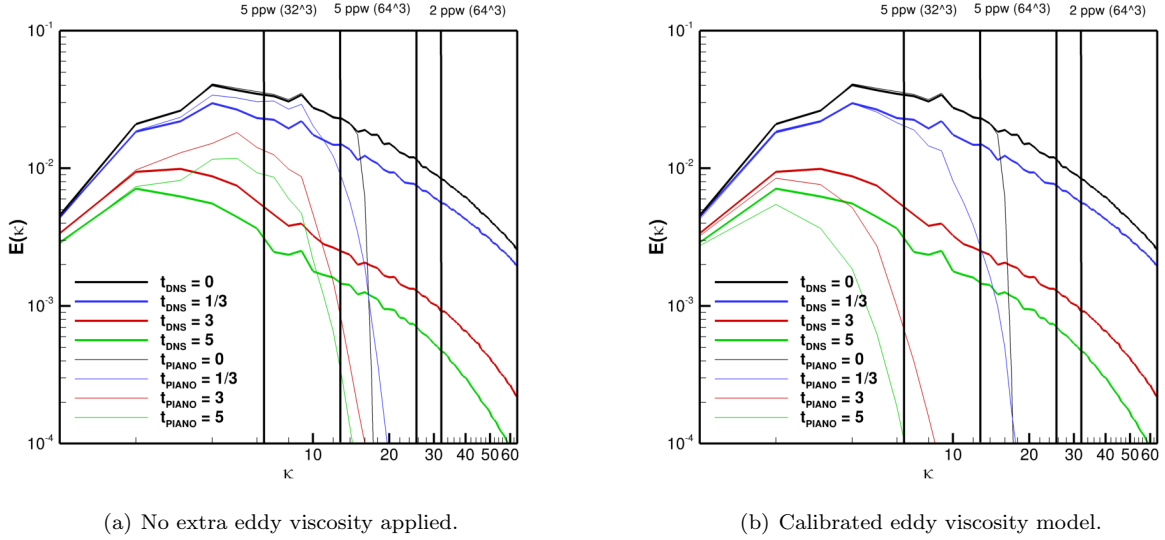 5 ppw (32^3)
5 ppw (64^3)
2 ppw (64^3)
10^-1
10^-2
10^-3
10^-4
E(κ)
t_DNS = 0
t_DNS = 1/3
t_DNS = 3
t_DNS = 5
t_PIANO = 0
t_PIANO = 1/3
t_PIANO = 3
t_PIANO = 5
10 20 30 40 50 60
κ
(a) No extra eddy viscosity applied.
5 ppw (32^3)
5 ppw (64^3)
2 ppw (64^3)
10^-1
10^-2
10^-3
10^-4
E(κ)
t_DNS = 0
t_DNS = 1/3
t_DNS = 3
t_DNS = 5
t_PIANO = 0
t_PIANO = 1/3
t_PIANO = 3
t_PIANO = 5
10 20 30 40 50 60
κ
(b) Calibrated eddy viscosity model.